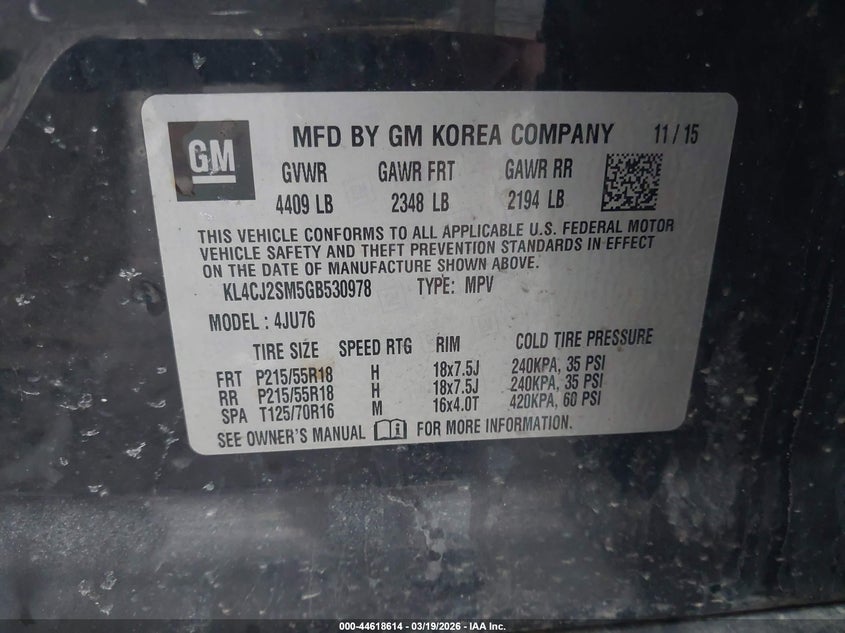 GM
MFD BY GM KOREA COMPANY 11/15
GVWR GAWR FRT GAWR RR
4409 LB 2348 LB 2194 LB
THIS VEHICLE CONFORMS TO ALL APPLICABLE U.S. FEDERAL MOTOR
VEHICLE SAFETY AND THEFT PREVENTION STANDARDS IN EFFECT
ON THE DATE OF MANUFACTURE SHOWN ABOVE.
KL4CJ2SM5GB530978 TYPE: MPV
MODEL : 4JU76
TIRE SIZE SPEED RTG RIM COLD TIRE PRESSURE
FRT P215/55R18 H 18x7.5J 240KPA, 35 PSI
RR P215/55R18 H 18x7.5J 240KPA, 35 PSI
SPA T125/70R16 M 16x4.0T 420KPA, 60 PSI
SEE OWNER'S MANUAL FOR MORE INFORMATION.
000-44618614 - 03/19/2026 - IAA Inc.